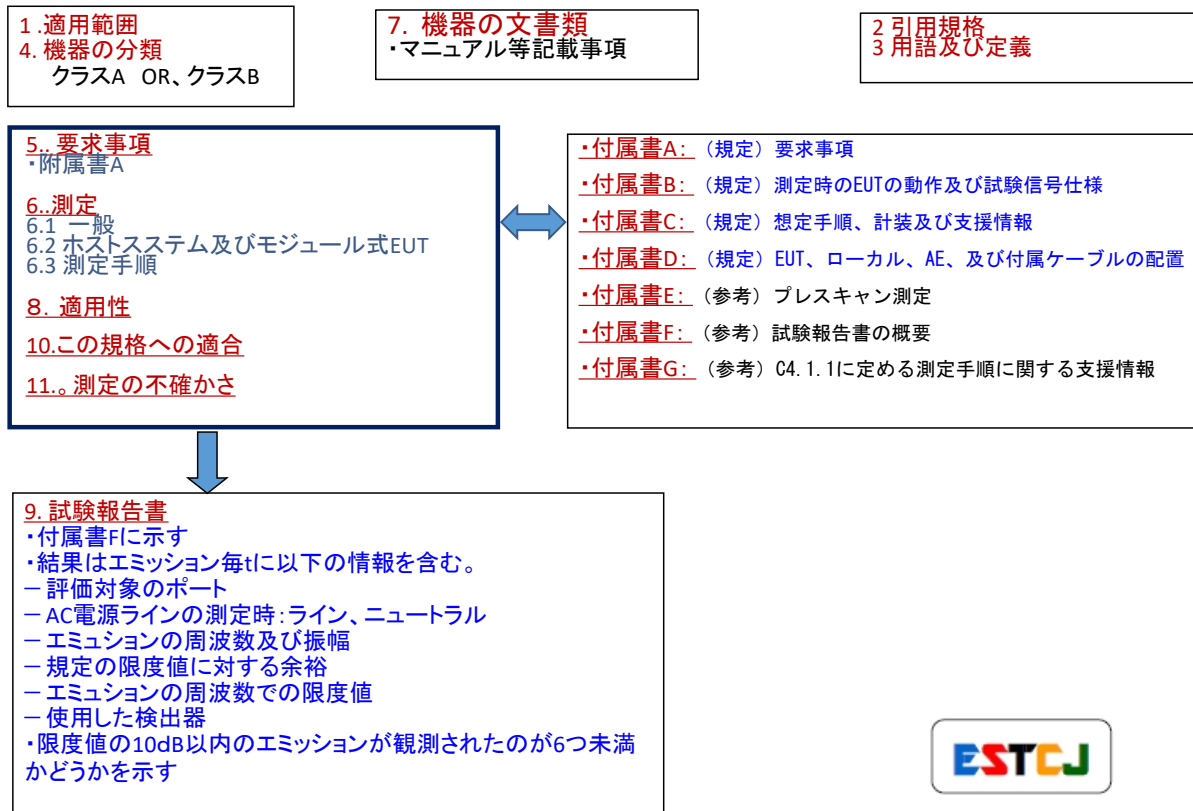 1 .適用範囲
4. 機器の分類
クラスA OR、クラスB
7. 機器の文書類
・マニュアル等記載事項
2 引用規格
3 用語及び定義
5.. 要求事項
・附属書A
6..測定
6.1 一般
6.2 ホストスステム及びモジュール式EUT
6.3 測定手順
8. 適用性
10.この規格への適合
11.。測定の不確かさ
・付属書A: (規定) 要求事項
・付属書B: (規定) 測定時のEUTの動作及び試験信号仕様
・付属書C: (規定) 想定手順、計装及び支援情報
・付属書D: (規定) EUT、ローカル、AE、及び付属ケーブルの配置
・付属書E: (参考) プレスキャン測定
・付属書F: (参考) 試験報告書の概要
・付属書G: (参考) C4.1.1に定める測定手順に関する支援情報
9. 試験報告書
・付属書Fに示す
・結果はエミッション毎tに以下の情報を含む。
－評価対象のポート
－AC電源ラインの測定時:ライン、ニュートラル
－エミュションの周波数及び振幅
－規定の限度値に対する余裕
－エミュションの周波数での限度値
－使用した検出器
・限度値の10dB以内のエミッションが観測されたのが6つ未満
かどうかを示す
ESTCJ